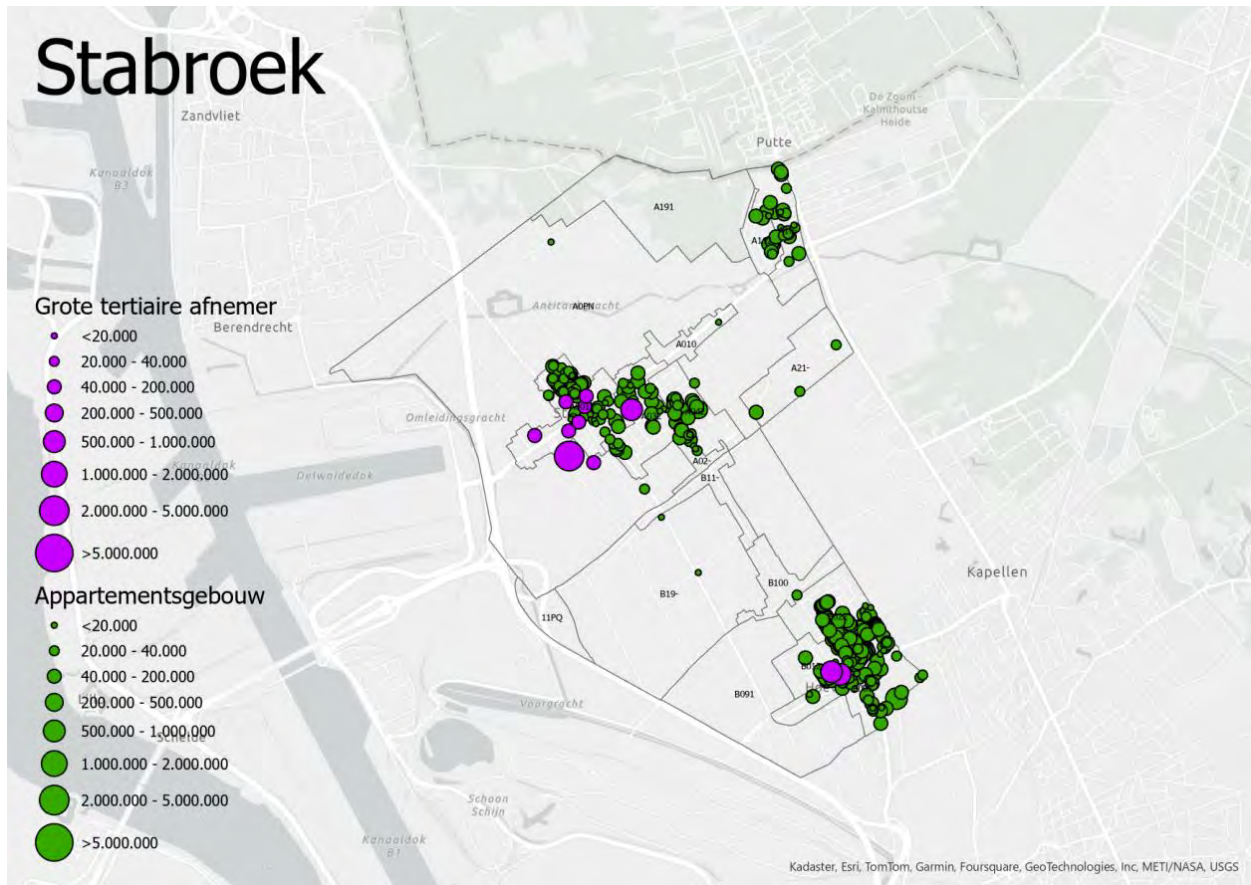 Stabroek
Zandvliet
De Zoom -
Kalmthoutse
Heide
Putte
Kanaaldok
B3
A191
Grote tertiaire afnemer
<20.000
20.000 - 40.000
40.000 - 200.000
200.000 - 500.000
500.000 - 1.000.000
1.000.000 - 2.000.000
2.000.000 - 5.000.000
>5.000.000
Berendrecht
A0PN
A010
A21-
Omleidingsgracht
Kanaaldok
Delwaidedok
A02-
B11-
Kapellen
B100
B19-
11PQ
B091
Appartementsgebouw
<20.000
20.000 - 40.000
40.000 - 200.000
200.000 - 500.000
500.000 - 1.000.000
1.000.000 - 2.000.000
2.000.000 - 5.000.000
>5.000.000
Voorgracht
Schelde
Schoon
Schijn
Kanaaldok
B1
Kadaster, Esri, TomTom, Garmin, Foursquare, GeoTechnologies, Inc, METI/NASA, USGS